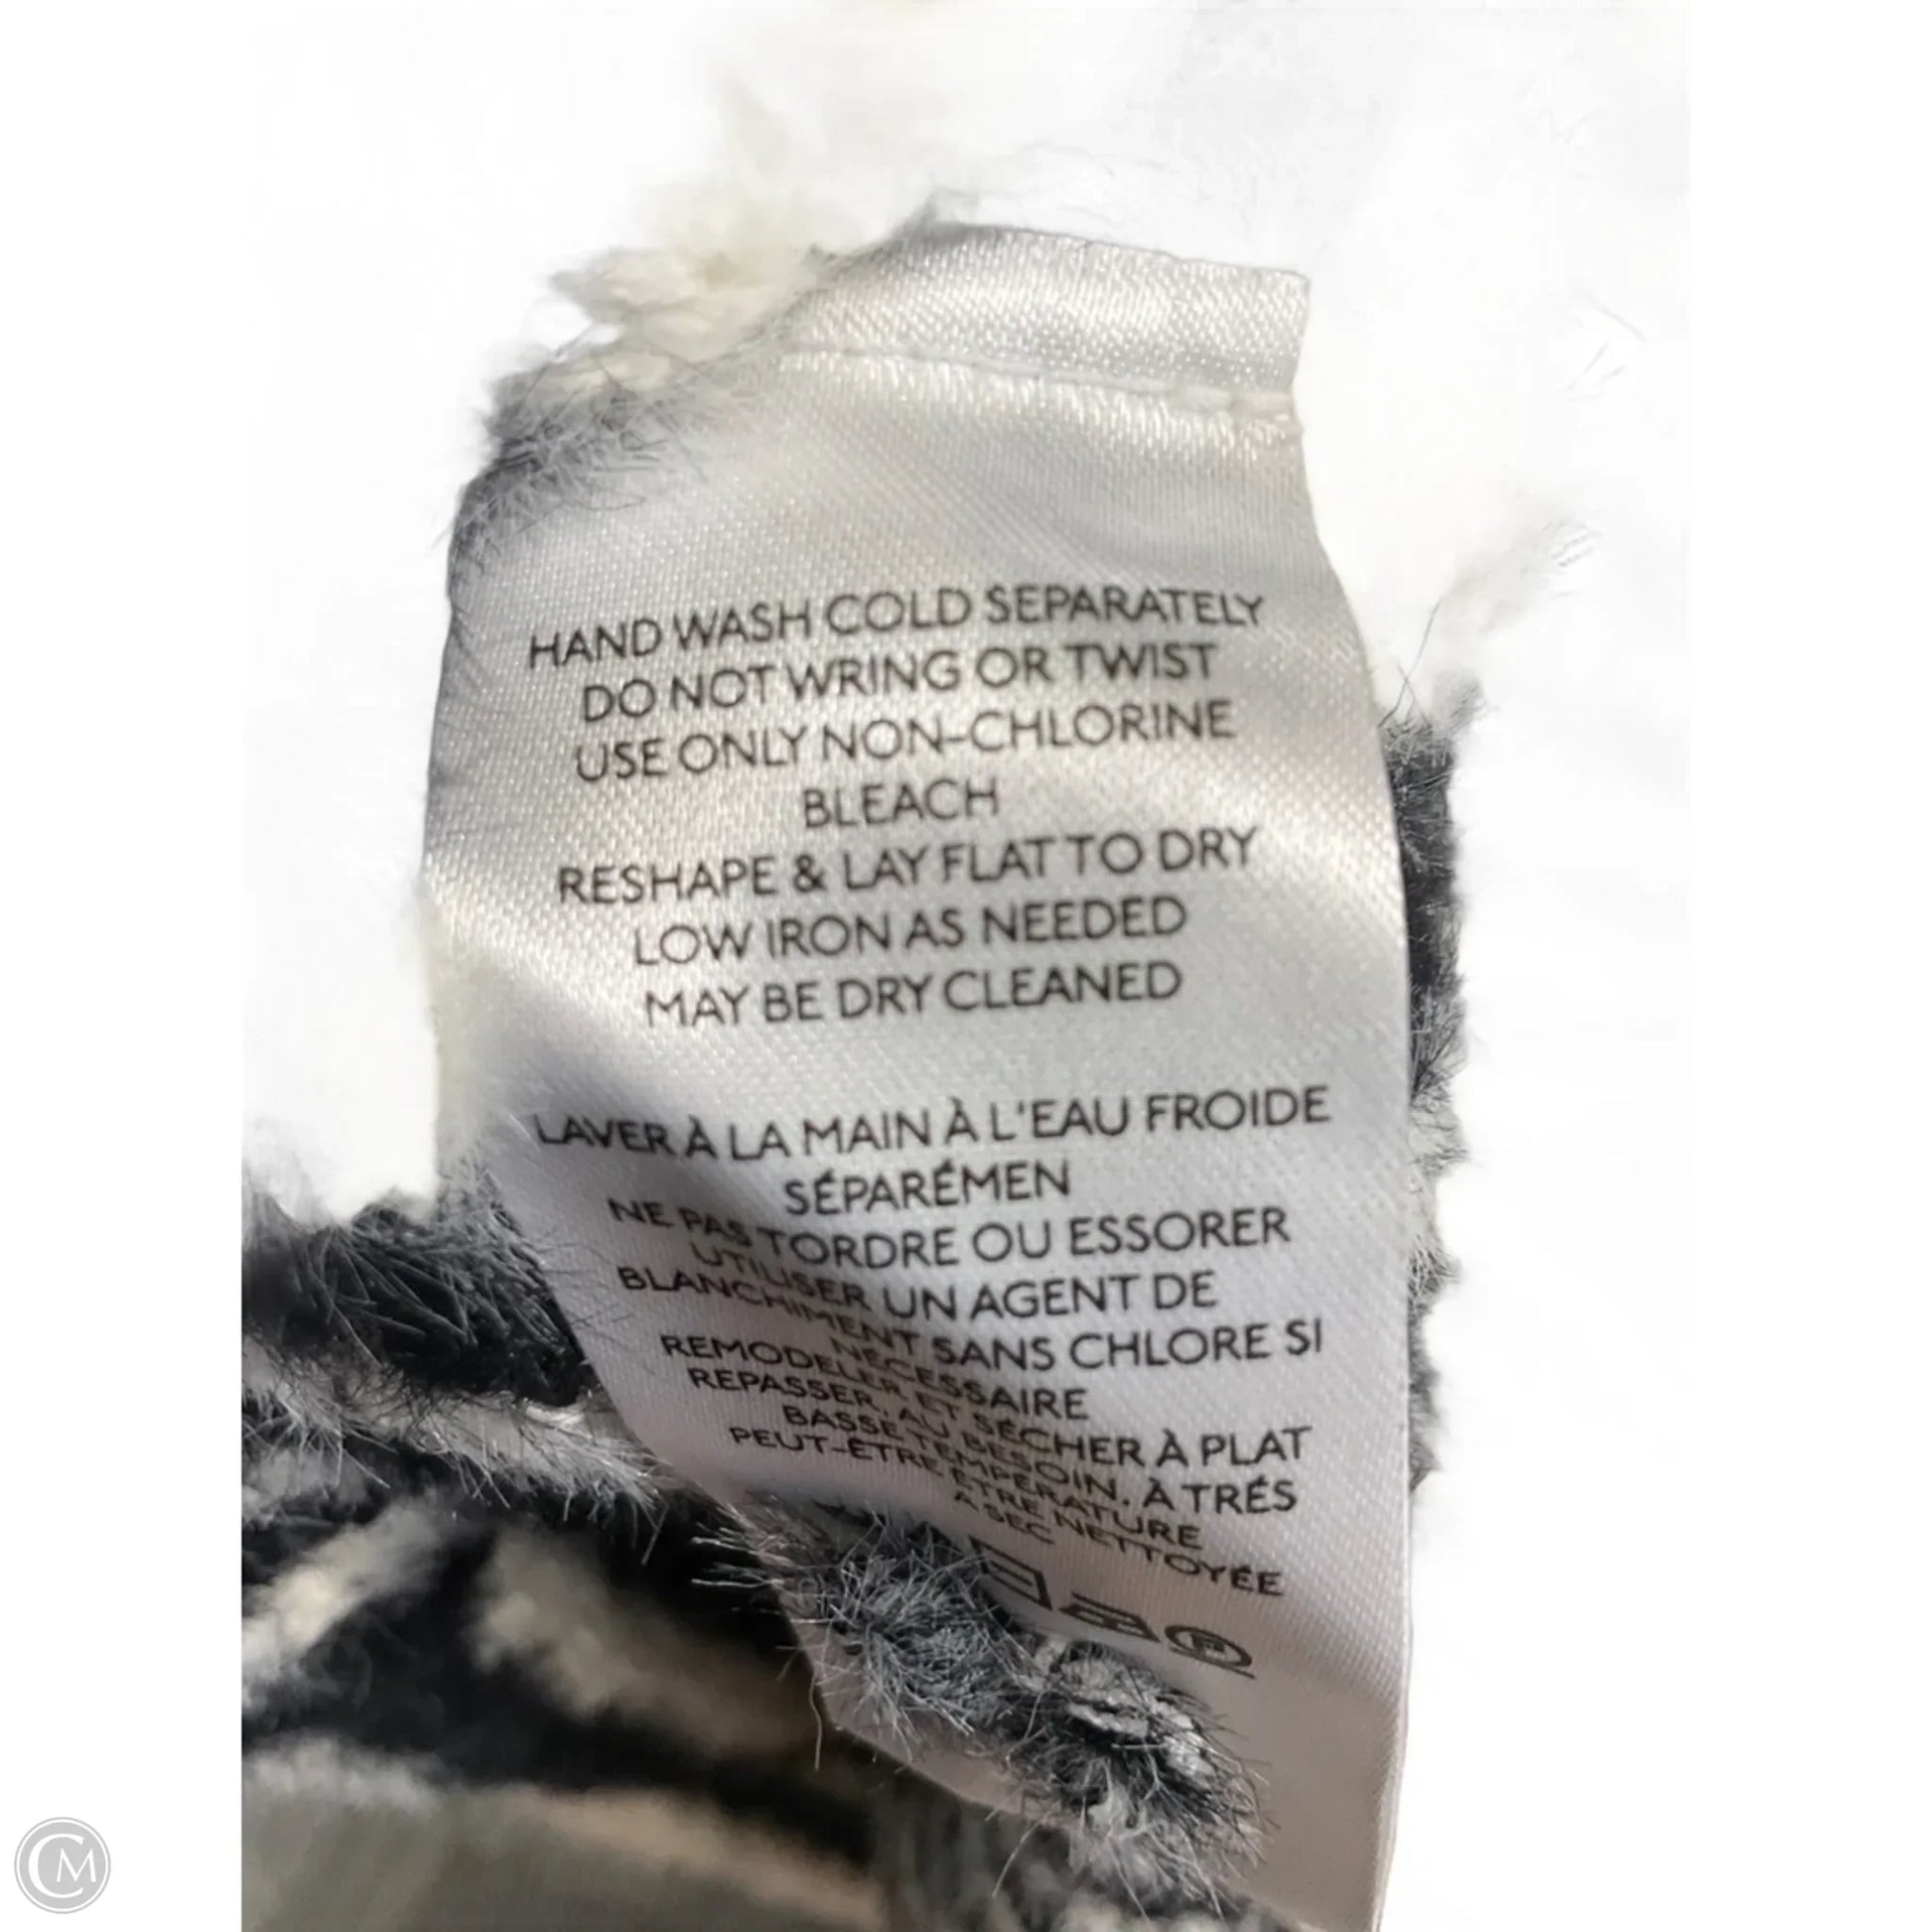 HAND WASH COLD SEPARATELY
DO NOT WRING OR TWIST
USE ONLY NON-CHLORINE
BLEACH
RESHAPE & LAY FLAT TO DRY
LOW IRON AS NEEDED
MAY BE DRY CLEANED
LAVER À LA MAIN À L'EAU FROIDE
SÉPARÉMEN
NE PAS TORDRE OU ESSORER
UTILISER UN AGENT DE
BLANCHIMENT SANS CHLORE SI
NÉCESSAIRE
REMODELER ET SÉCHER À PLAT
REPASSER, AU BESOIN, À TRÉS
BASSE TEMPÉRATURE
PEUT-ÊTRE ÊTRE NETTOYÉE
À SEC
F
CM